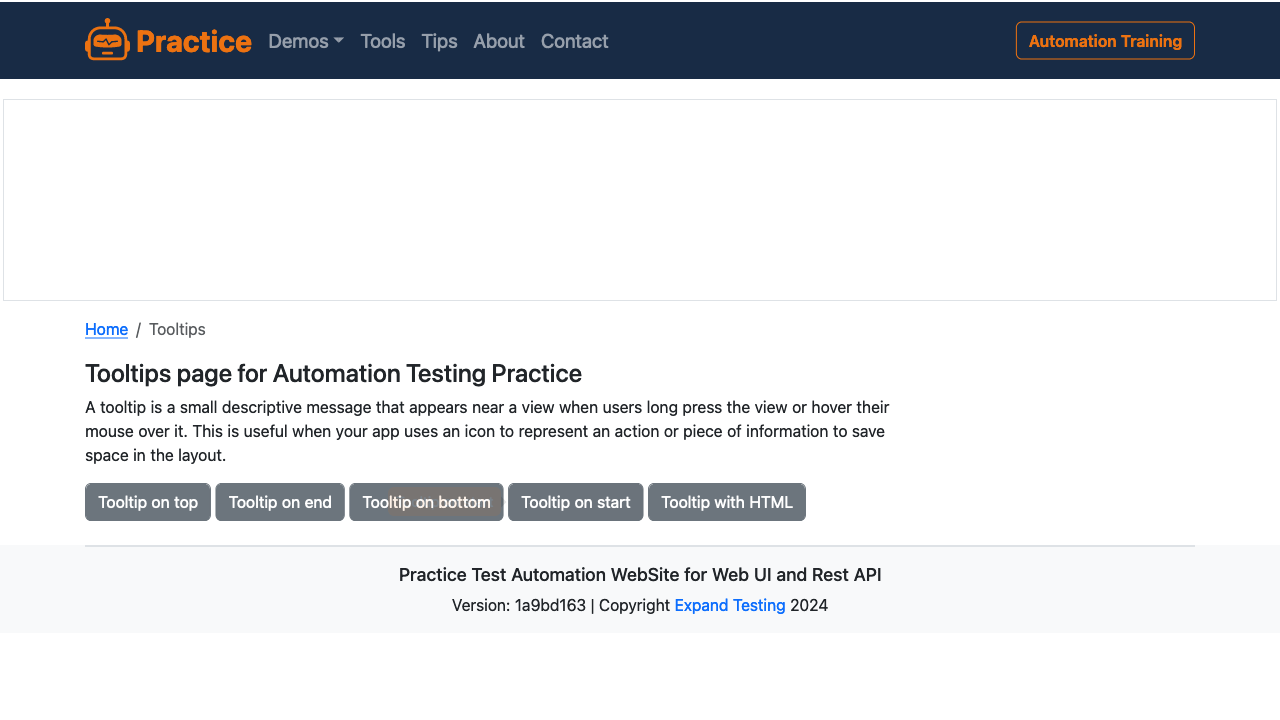 Practice Demos Tools Tips About Contact Automation Training
Home / Tooltips
Tooltips page for Automation Testing Practice
A tooltip is a small descriptive message that appears near a view when users long press the view or hover their
mouse over it. This is useful when your app uses an icon to represent an action or piece of information to save
space in the layout.
Tooltip on top Tooltip on end Tooltip on bottom Tooltip on start Tooltip with HTML
Practice Test Automation WebSite for Web UI and Rest API
Version: 1a9bd163 | Copyright Expand Testing 2024